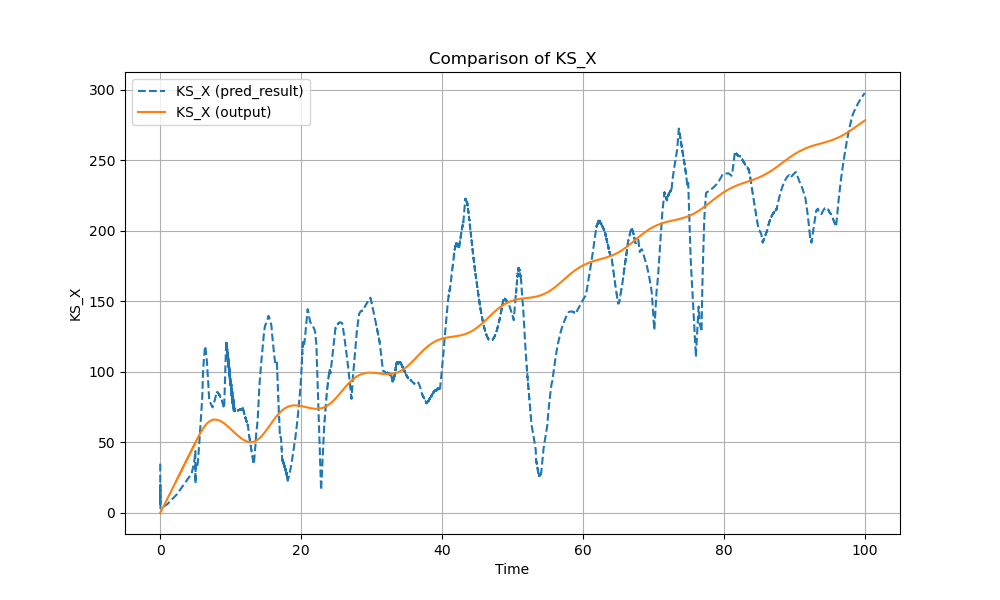 Comparison of KS_X
KS_X (pred_result)
KS_X (output)
300
250
200
150
100
50
0
KS_X
0 20 40 60 80 100
Time